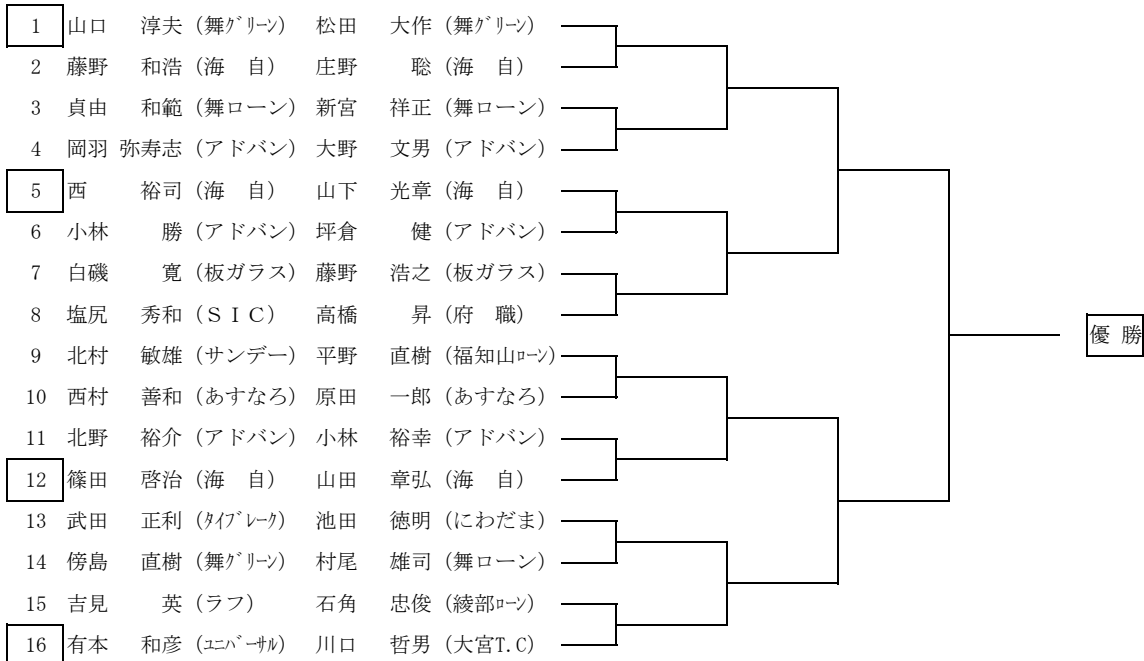 1 山口 淳夫 (舞グリーン) 松田 大作 (舞グリーン)
2 藤野 和浩 (海 自) 庄野 聡 (海 自)
3 貞由 和範 (舞ローン) 新宮 祥正 (舞ローン)
4 岡羽 弥寿志 (アドバン) 大野 文男 (アドバン)
5 西 裕司 (海 自) 山下 光章 (海 自)
6 小林 勝 (アドバン) 坪倉 健 (アドバン)
7 白磯 寛 (板ガラス) 藤野 浩之 (板ガラス)
8 塩尻 秀和 (SIC) 高橋 昇 (府 職)
優 勝
9 北村 敏雄 (サンデー) 平野 直樹 (福知山ローン)
10 西村 善和 (あすなろ) 原田 一郎 (あすなろ)
11 北野 裕介 (アドバン) 小林 裕幸 (アドバン)
12 篠田 啓治 (海 自) 山田 章弘 (海 自)
13 武田 正利 (タイブレーク) 池田 徳明 (にわだま)
14 傍島 直樹 (舞グリーン) 村尾 雄司 (舞ローン)
15 吉見 英 (ラフ) 石角 忠俊 (綾部ローン)
16 有本 和彦 (ユニバーサル) 川口 哲男 (大宮T.C)